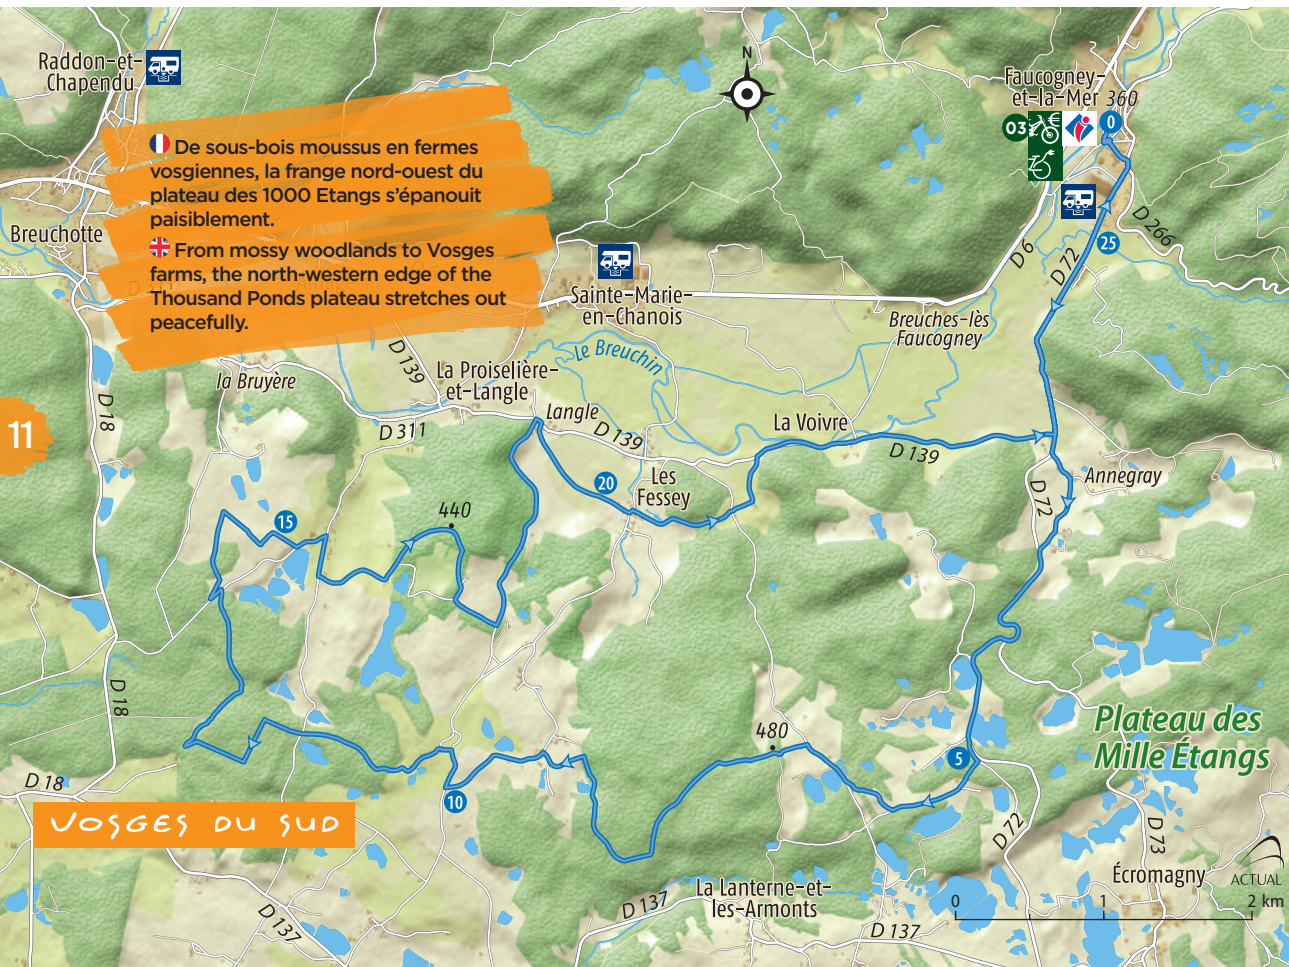 Raddon-et-
Chapendu
N
Faucogney-
et-la-Mer 360
03
€
0
De sous-bois moussus en fermes
vosgiennes, la frange nord-ouest du
plateau des 1000 Etangs s'épanouit
paisiblement.
From mossy woodlands to Vosges
farms, the north-western edge of the
Thousand Ponds plateau stretches out
peacefully.
Breuchotte
D 6
D 72
25
D 266
Sainte-Marie-
en-Chanois
Breuches-lès
Faucogney
Le Breuchin
D 139
la Bruyère
La Proiselière-
et-Langle
Langle
D 18
D 311
D 139
La Voivre
D 139
11
20
Les
Fessey
Annegray
D 72
440
15
D 18
480
Plateau des
Mille Étangs
5
D 18
10
VOSGES DU SUD
D 72
D 73
Écromagny
ACTUAL
La Lanterne-et-
les-Armonts
D 137
D 137
D 137
0 1 2 km